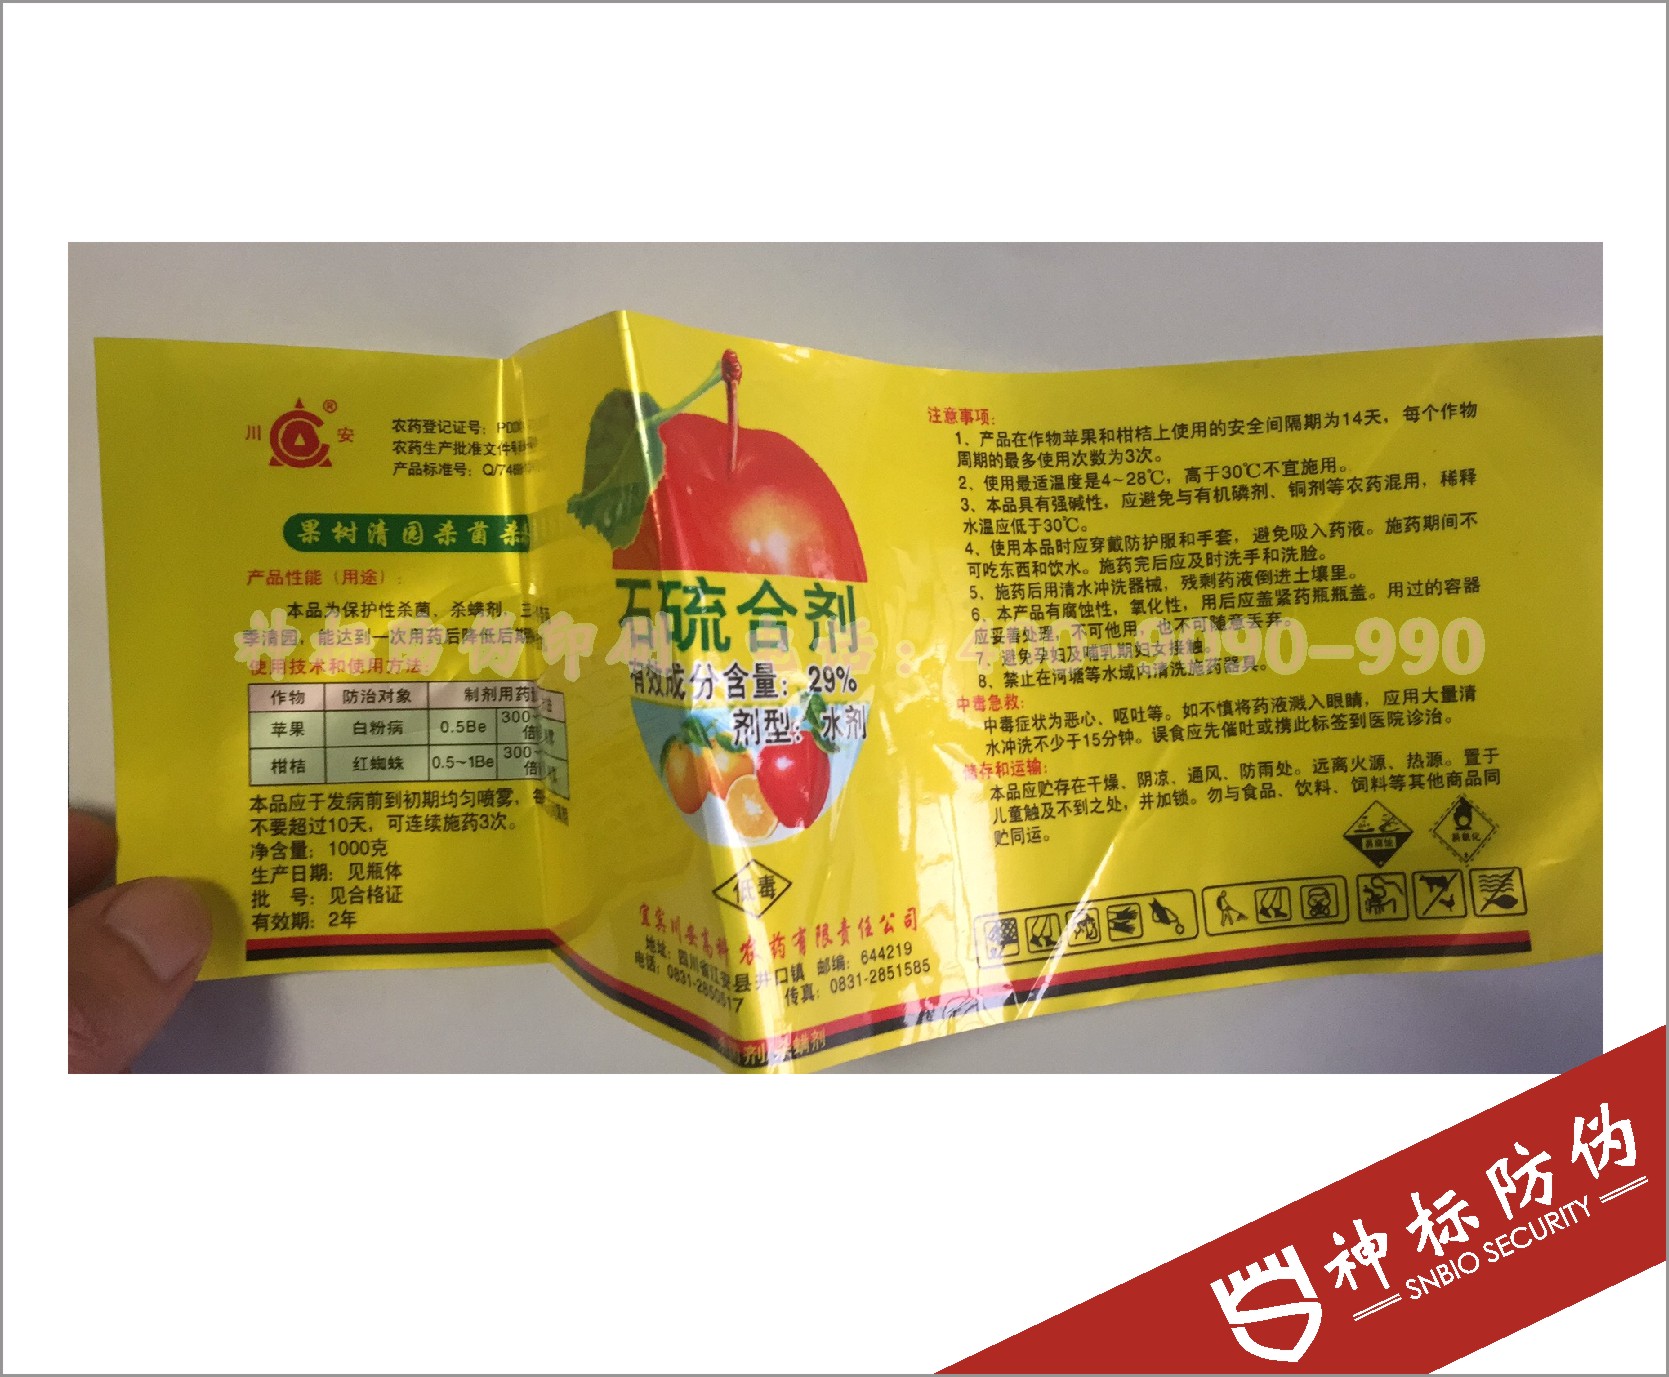 川 安 ®
农药登记证号：PD
农药生产批准文件
产品标准号：Q/74
果树清园杀菌杀
产品性能（用途）：
本品为保护性杀菌、杀螨剂，三
季清园，能达到一次用药后降低后期
使用技术和使用方法：
作物 防治对象 制剂用药
苹果 白粉病 0.5Be 300
倍
柑桔 红蜘蛛 0.5~1Be 300
倍
本品应于发病前到初期均匀喷雾，每
不要超过10天，可连续施药3次。
净含量：1000克
生产日期：见瓶体
批 号：见合格证
有效期：2年
石硫合剂
有效成分含量：29%
剂型：水剂
低毒
宜宾川安高科农药有限责任公司
地址：四川省江安县井口镇 邮编：644219
电话：0831-2850517 传真：0831-2851585
杀螨剂
注意事项：
1、产品在作物苹果和柑桔上使用的安全间隔期为14天，每个作物
周期的最多使用次数为3次。
2、使用最适温度是4~28℃，高于30℃不宜施用。
3、本品具有强碱性，应避免与有机磷剂、铜剂等农药混用，稀释
水温应低于30℃。
4、使用本品时应穿戴防护服和手套，避免吸入药液。施药期间不
可吃东西和饮水。施药完后应及时洗手和洗脸。
5、施药后用清水冲洗器械，残剩药液倒进土壤里。
6、本产品有腐蚀性，氧化性，用后应盖紧药瓶瓶盖。用过的容器
应妥善处理，不可他用，也不可随意丢弃。
7、避免孕妇及哺乳期妇女接触。
8、禁止在河塘等水域内清洗施药器具。
中毒急救：
中毒症状为恶心、呕吐等。如不慎将药液溅入眼睛，应用大量清
水冲洗不少于15分钟。误食应先催吐或携此标签到医院诊治。
储存和运输：
本品应贮存在干燥、阴凉、通风、防雨处。远离火源、热源。置于
儿童触及不到之处，并加锁。勿与食品、饮料、饲料等其他商品同
贮同运。
神标防伪印刷 电话：4 9090-990
神标防伪
SNBIO SECURITY